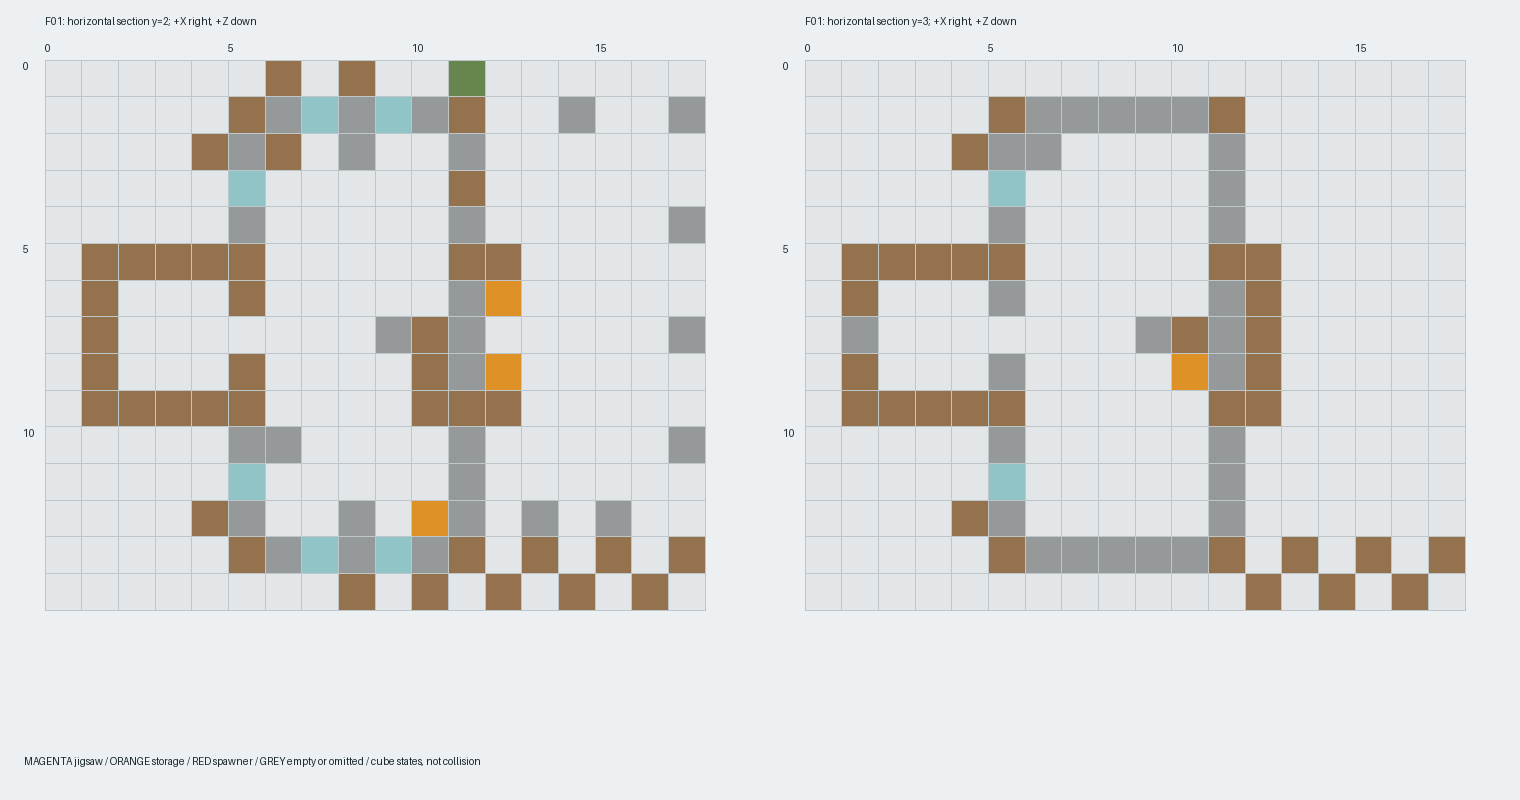 F01: horizontal section y=2; +X right, +Z down
F01: horizontal section y=3; +X right, +Z down
0 5 10 15
0 5 10 15
0 0
5 5
10 10
MAGENTA jigsaw / ORANGE storage / RED spawner / GREY empty or omitted / cube states, not collision